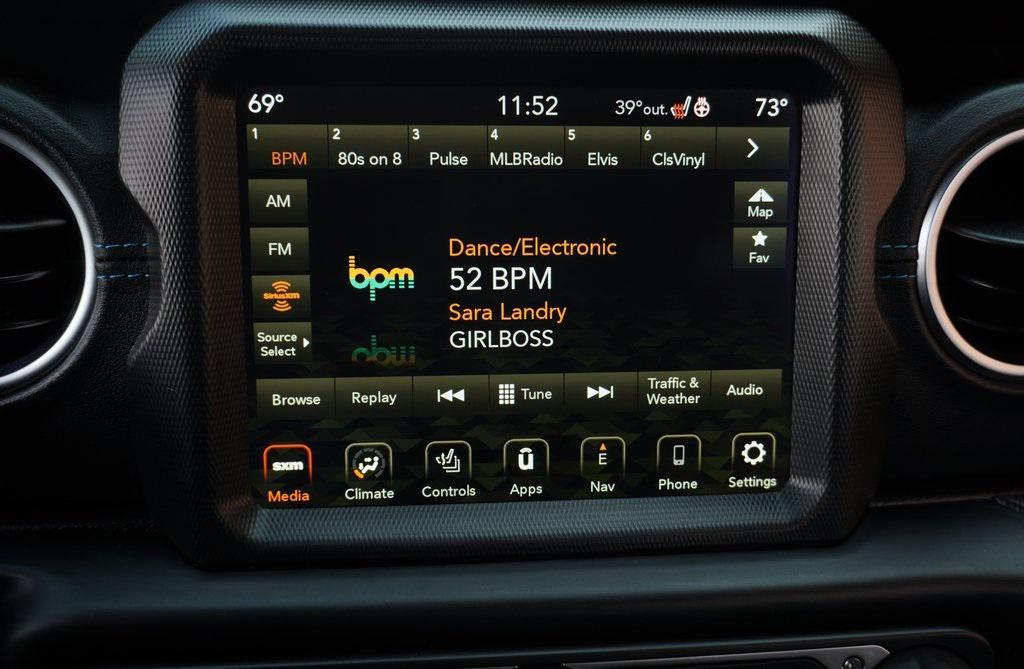 69° 11:52 39°out. 73°
1 2 3 4 5 6
BPM 80s on 8 Pulse MLBRadio Elvis ClsVinyl
AM
Map
FM
Fav
SiriusXM
Source
Select
bpm
Dance/Electronic
52 BPM
Sara Landry
GIRLBOSS
Browse Replay Tune Traffic & Weather Audio
sxm û E
Media Climate Controls Apps Nav Phone Settings